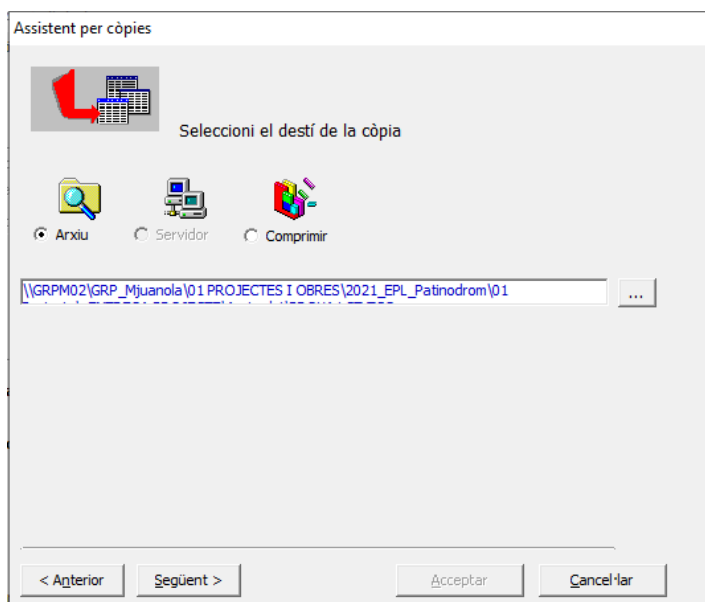 Assistent per còpies
Seleccioni el destí de la còpia
Arxiu
Servidor
Comprimir
\\GRPM02\GRP_Mjuanola\01 PROJECTES I OBRES\2021_EPL_Patinodrom\01
...
< Anterior
Següent >
Acceptar
Cancel·lar